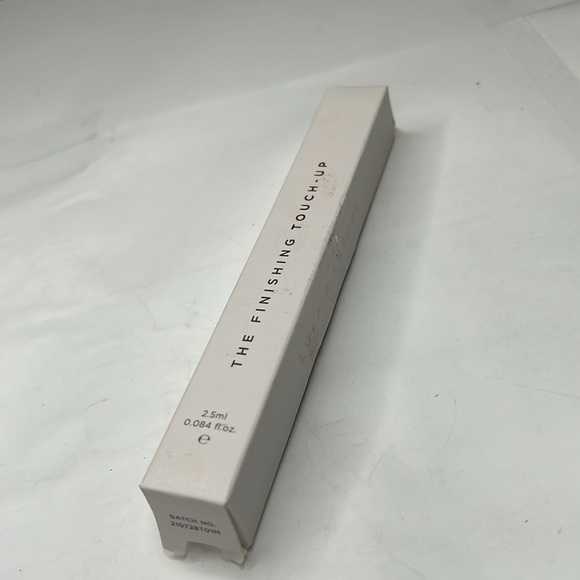 THE FINISHING TOUCH-UP
2.5ml
0.084 fl.oz.
℮
BATCH NO.
210728T01M